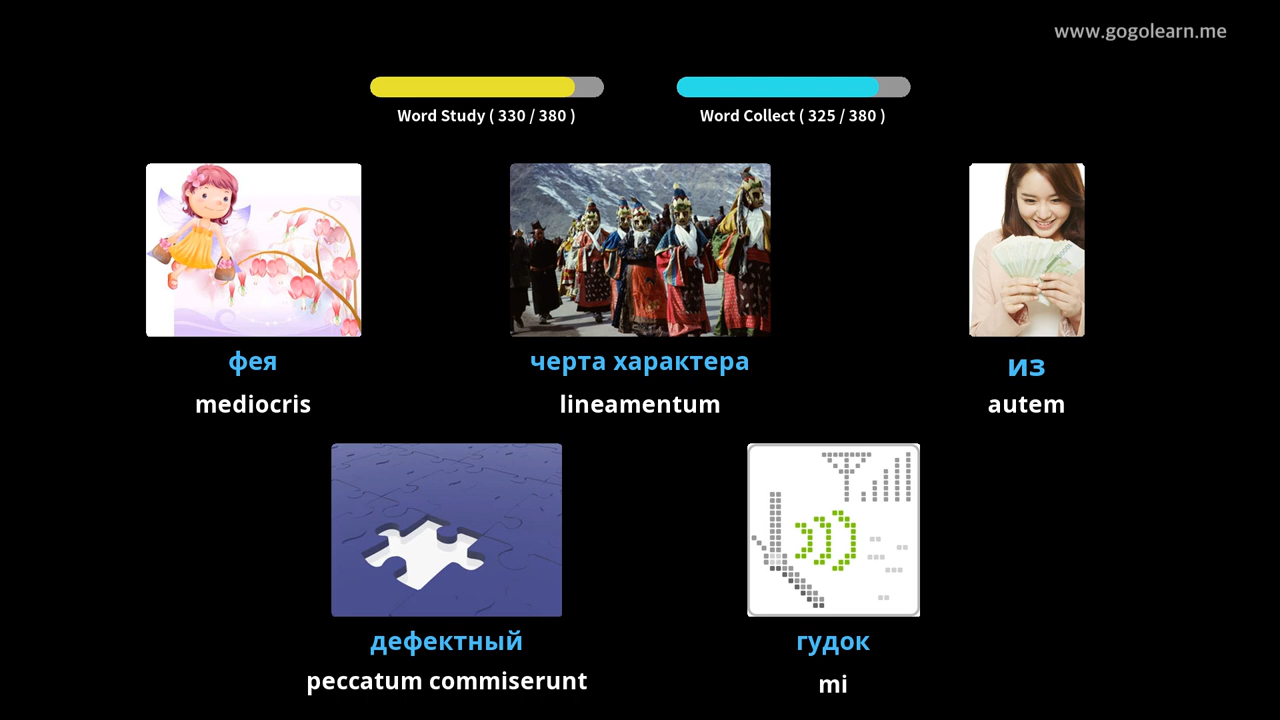 www.gogolearn.me
Word Study ( 330 / 380 )
Word Collect ( 325 / 380 )
фея
черта характера
из
mediocris
lineamentum
autem
дефектный
гудок
peccatum commiserunt
mi